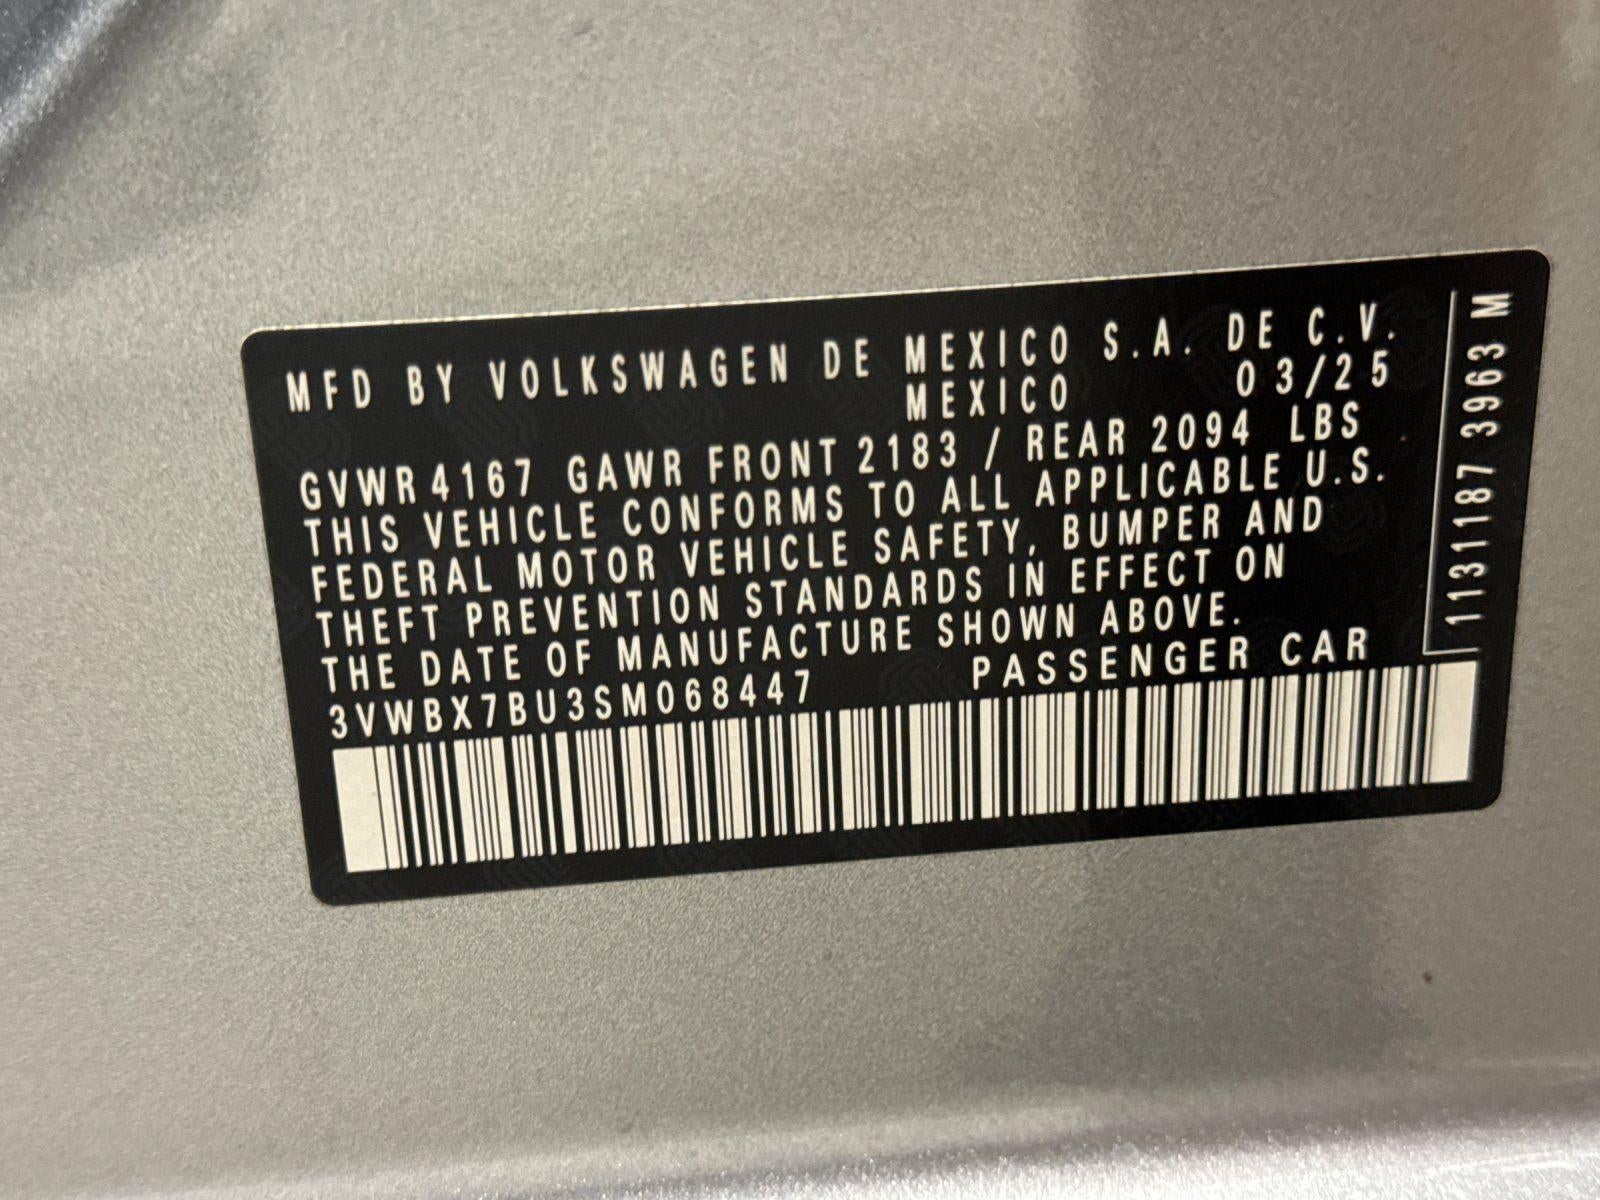 MFD BY VOLKSWAGEN DE MEXICO S.A. DE C.V.
MEXICO 03/25
GVWR 4167 GAWR FRONT 2183 / REAR 2094 LBS
THIS VEHICLE CONFORMS TO ALL APPLICABLE U.S.
FEDERAL MOTOR VEHICLE SAFETY, BUMPER AND
THEFT PREVENTION STANDARDS IN EFFECT ON
THE DATE OF MANUFACTURE SHOWN ABOVE.
3VWBX7BU3SM068447 PASSENGER CAR
1131187 3963 M